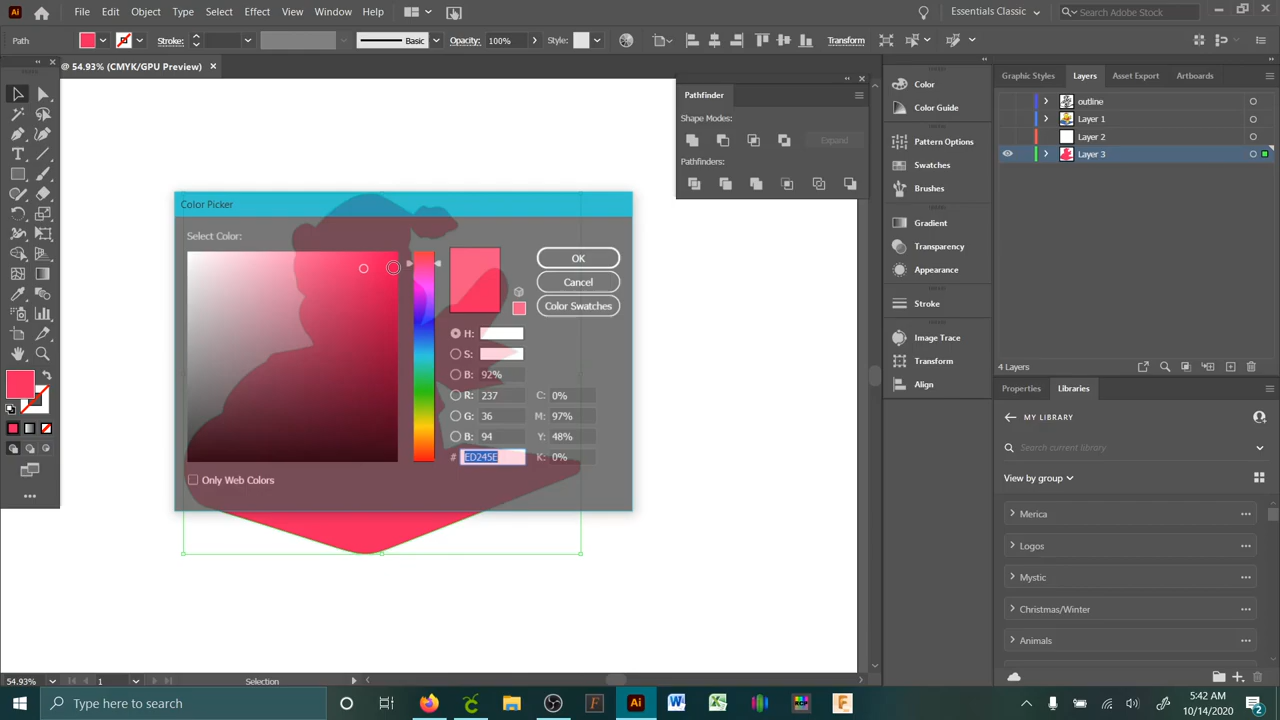 Ai File Edit Object Type Select Effect View Window Help Essentials Classic Search Adobe Stock
Path Stroke: Basic Opacity: 100% Style: Transform
@ 54.93% (CMYK/GPU Preview)
Pathfinder
Shape Modes:
Expand
Pathfinders:
Color Picker
Select Color:
OK
Cancel
Color Swatches
H:
S:
B: 92%
R: 237 C: 0%
G: 36 M: 97%
B: 94 Y: 48%
# ED245E K: 0%
Only Web Colors
Color
Color Guide
Pattern Options
Swatches
Brushes
Gradient
Transparency
Appearance
Stroke
Image Trace
Transform
Align
Graphic Styles Layers Asset Export Artboards
outline
Layer 1
Layer 2
Layer 3
4 Layers
Properties Libraries
MY LIBRARY
Search current library
View by group
Merica
Logos
Mystic
Christmas/Winter
Animals
54.93% 1 Selection
Type here to search
5:42 AM
10/14/2020
2